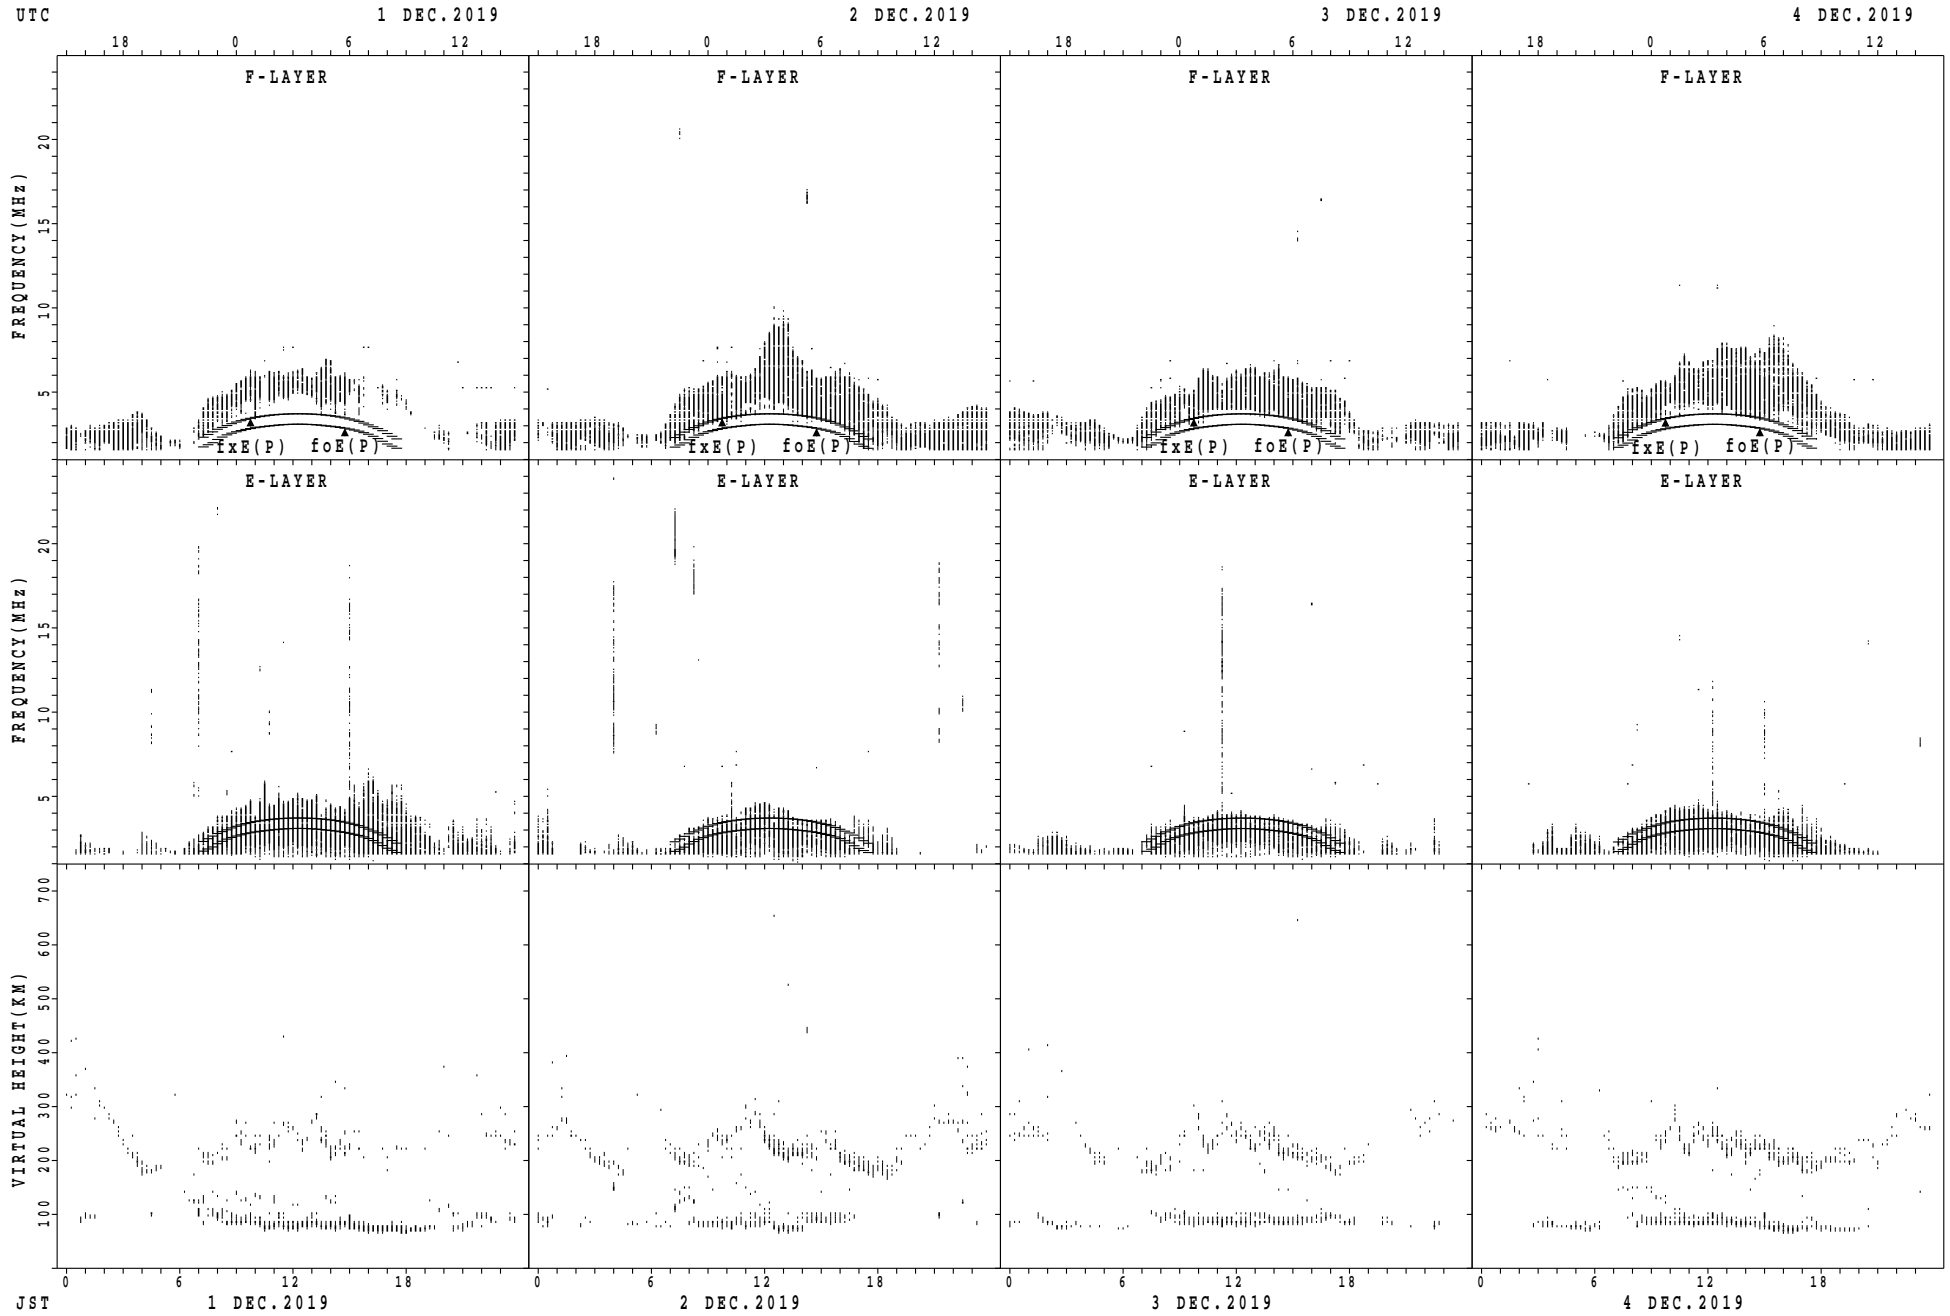 UTC 1 DEC.2019 2 DEC.2019 3 DEC.2019 4 DEC.2019
18 0 6 12 18 0 6 12 18 0 6 12 18 0 6 12
F-LAYER F-LAYER F-LAYER F-LAYER
FREQUENCY(MHz)
20
15
10
5
fxE(P) foE(P) fxE(P) foE(P) fxE(P) foE(P) fxE(P) foE(P)
E-LAYER E-LAYER E-LAYER E-LAYER
FREQUENCY(MHz)
20
15
10
5
VIRTUAL HEIGHT(KM)
700
600
500
400
300
200
100
0 6 12 18 0 6 12 18 0 6 12 18 0 6 12 18
JST 1 DEC.2019 2 DEC.2019 3 DEC.2019 4 DEC.2019